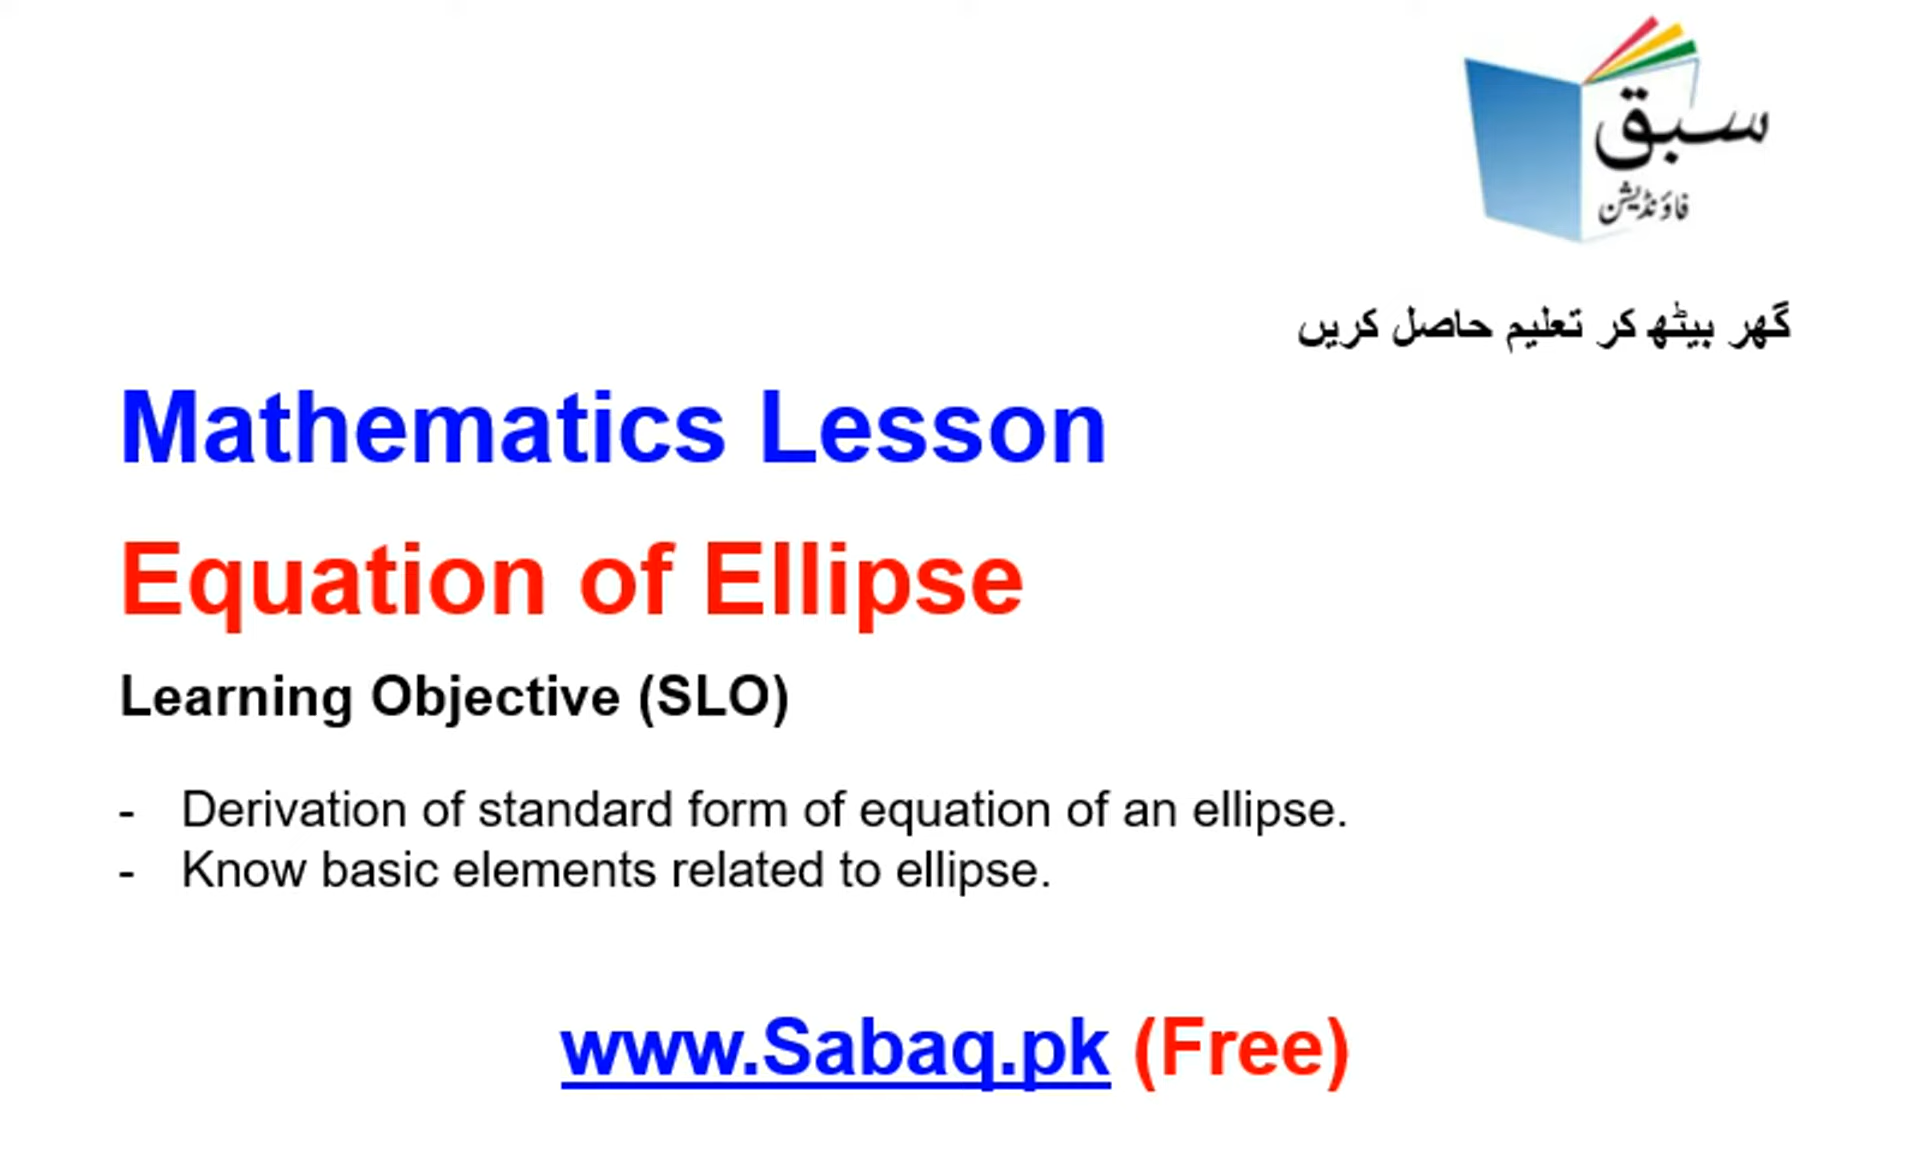 سبق
فاؤنڈیشن
گھر بیٹھ کر تعلیم حاصل کریں
Mathematics Lesson
Equation of Ellipse
Learning Objective (SLO)
- Derivation of standard form of equation of an ellipse.
- Know basic elements related to ellipse.
www.Sabaq.pk (Free)